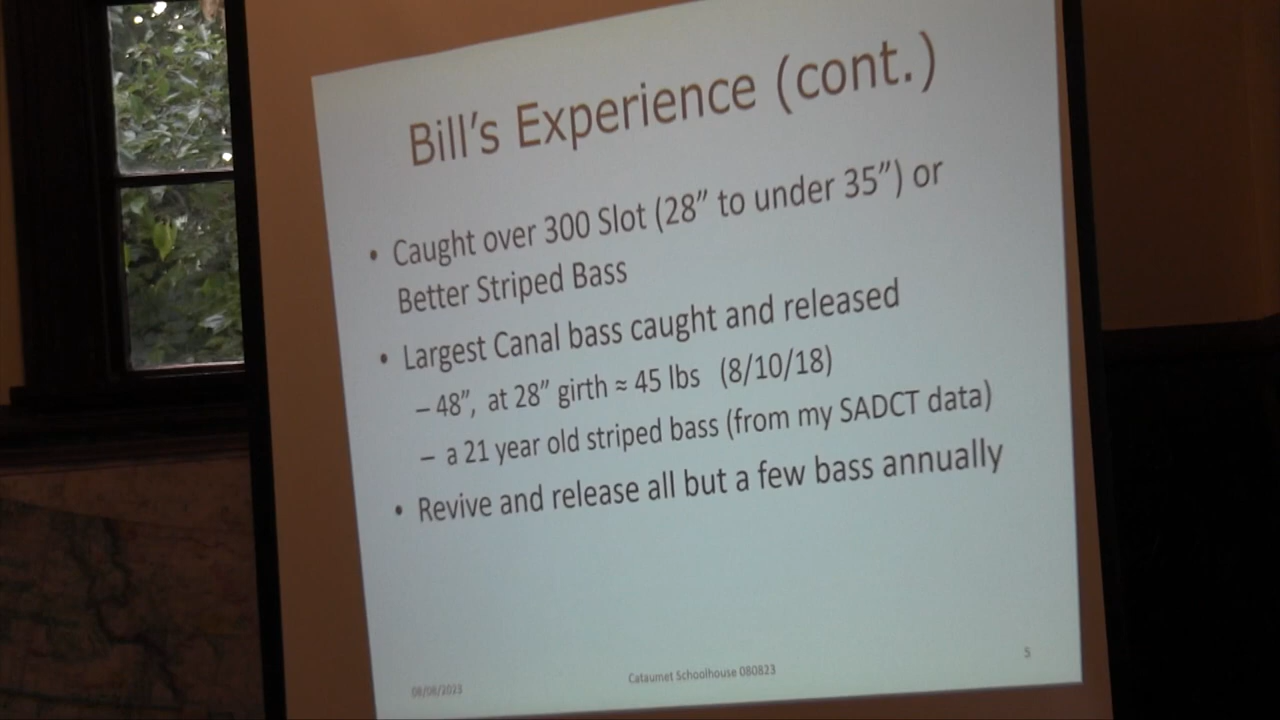 Bill's Experience (cont.)
• Caught over 300 Slot (28" to under 35") or
Better Striped Bass
• Largest Canal bass caught and released
– 48", at 28" girth ≈ 45 lbs (8/10/18)
– a 21 year old striped bass (from my SADCT data)
• Revive and release all but a few bass annually
08/08/2023
Cataumet Schoolhouse 080823
5